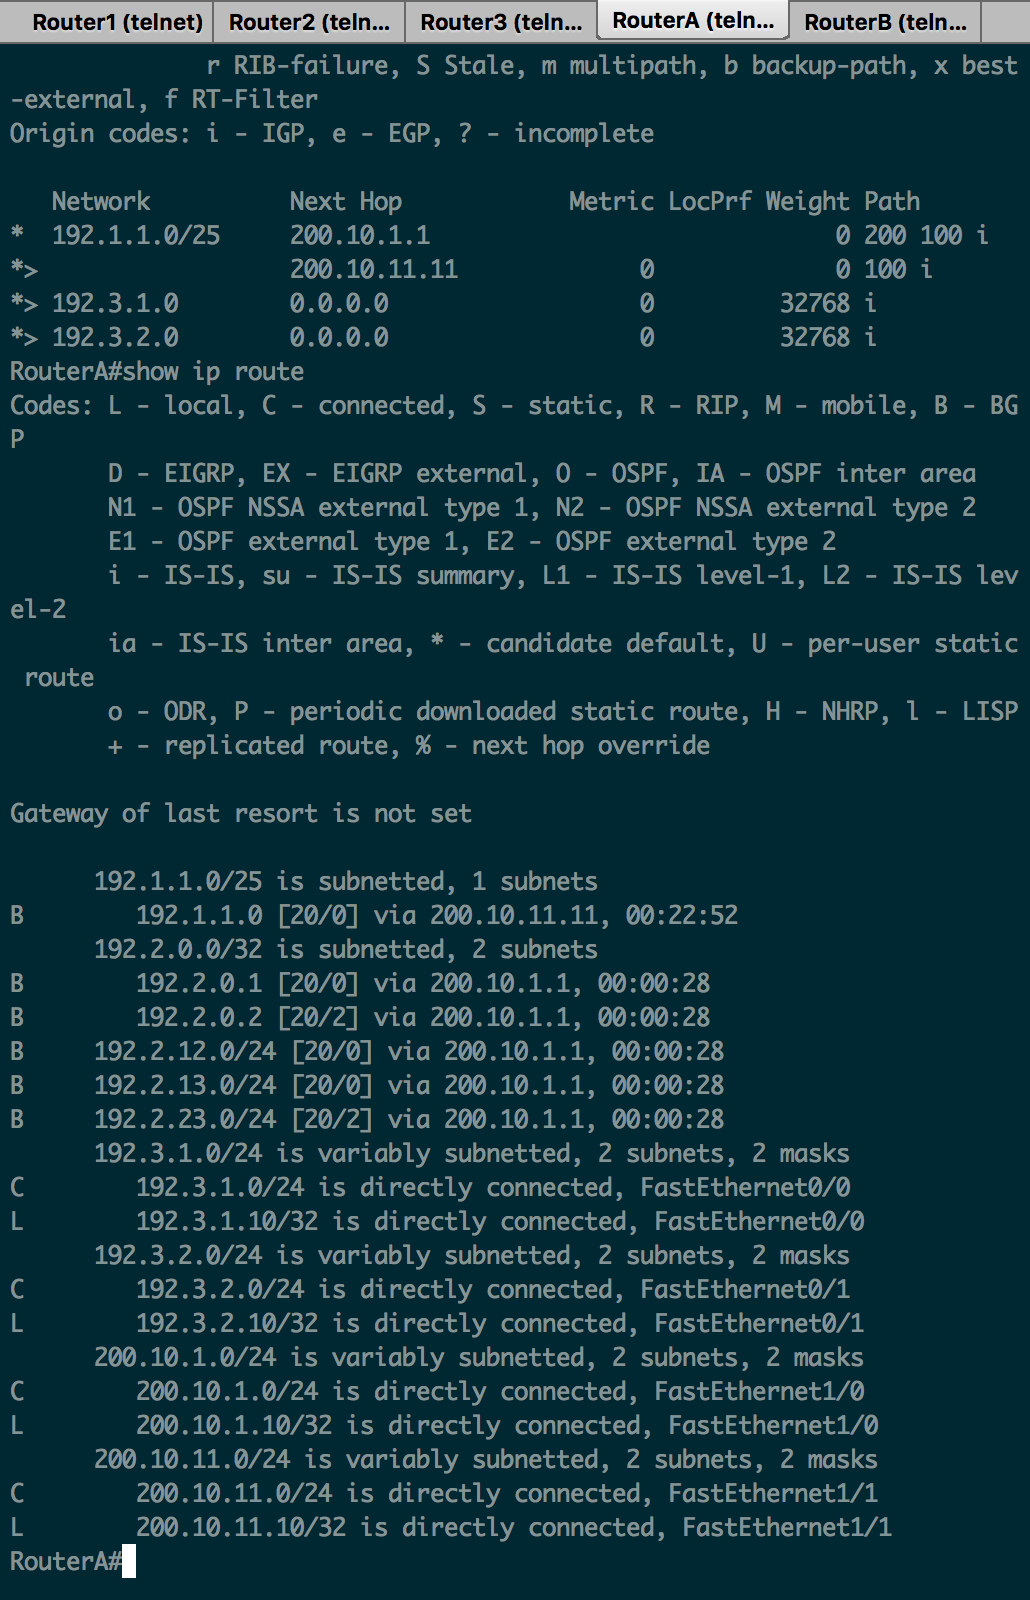 Router1 (telnet) Router2 (teln... Router3 (teln... RouterA (teln... RouterB (teln...
r RIB-failure, S Stale, m multipath, b backup-path, x best
-external, f RT-Filter
Origin codes: i - IGP, e - EGP, ? - incomplete
Network Next Hop Metric LocPrf Weight Path
* 192.1.1.0/25 200.10.1.1 0 200 100 i
*> 200.10.11.11 0 0 100 i
*> 192.3.1.0 0.0.0.0 0 32768 i
*> 192.3.2.0 0.0.0.0 0 32768 i
RouterA#show ip route
Codes: L - local, C - connected, S - static, R - RIP, M - mobile, B - BG
P
D - EIGRP, EX - EIGRP external, O - OSPF, IA - OSPF inter area
N1 - OSPF NSSA external type 1, N2 - OSPF NSSA external type 2
E1 - OSPF external type 1, E2 - OSPF external type 2
i - IS-IS, su - IS-IS summary, L1 - IS-IS level-1, L2 - IS-IS lev
el-2
ia - IS-IS inter area, * - candidate default, U - per-user static
route
o - ODR, P - periodic downloaded static route, H - NHRP, l - LISP
+ - replicated route, % - next hop override
Gateway of last resort is not set
192.1.1.0/25 is subnetted, 1 subnets
B 192.1.1.0 [20/0] via 200.10.11.11, 00:22:52
192.2.0.0/32 is subnetted, 2 subnets
B 192.2.0.1 [20/0] via 200.10.1.1, 00:00:28
B 192.2.0.2 [20/2] via 200.10.1.1, 00:00:28
B 192.2.12.0/24 [20/0] via 200.10.1.1, 00:00:28
B 192.2.13.0/24 [20/0] via 200.10.1.1, 00:00:28
B 192.2.23.0/24 [20/2] via 200.10.1.1, 00:00:28
192.3.1.0/24 is variably subnetted, 2 subnets, 2 masks
C 192.3.1.0/24 is directly connected, FastEthernet0/0
L 192.3.1.10/32 is directly connected, FastEthernet0/0
192.3.2.0/24 is variably subnetted, 2 subnets, 2 masks
C 192.3.2.0/24 is directly connected, FastEthernet0/1
L 192.3.2.10/32 is directly connected, FastEthernet0/1
200.10.1.0/24 is variably subnetted, 2 subnets, 2 masks
C 200.10.1.0/24 is directly connected, FastEthernet1/0
L 200.10.1.10/32 is directly connected, FastEthernet1/0
200.10.11.0/24 is variably subnetted, 2 subnets, 2 masks
C 200.10.11.0/24 is directly connected, FastEthernet1/1
L 200.10.11.10/32 is directly connected, FastEthernet1/1
RouterA#